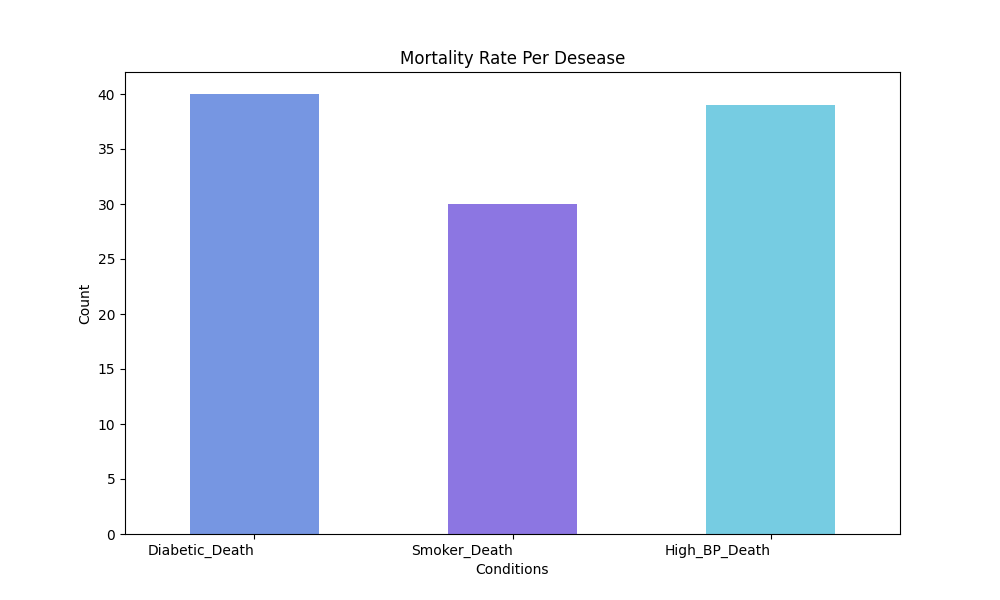 Mortality Rate Per Desease
Count
40
35
30
25
20
15
10
5
0
Diabetic_Death
Smoker_Death
High_BP_Death
Conditions